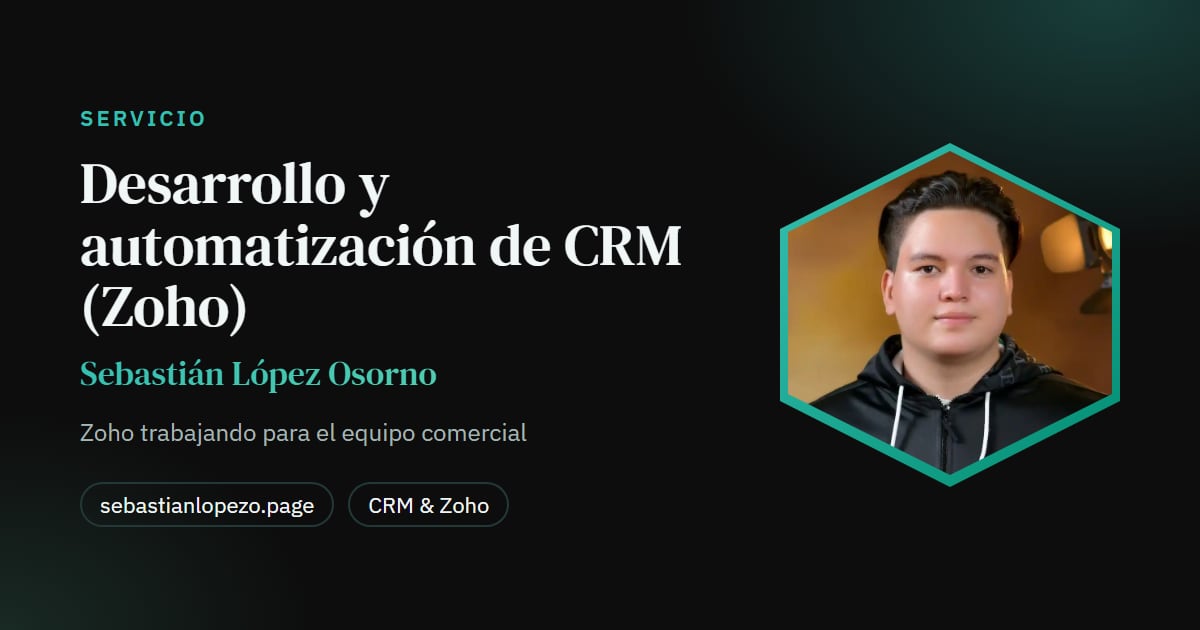 SERVICIO
Desarrollo y
automatización de CRM
(Zoho)
Sebastián López Osorno
Zoho trabajando para el equipo comercial
sebastianlopezo.page
CRM & Zoho